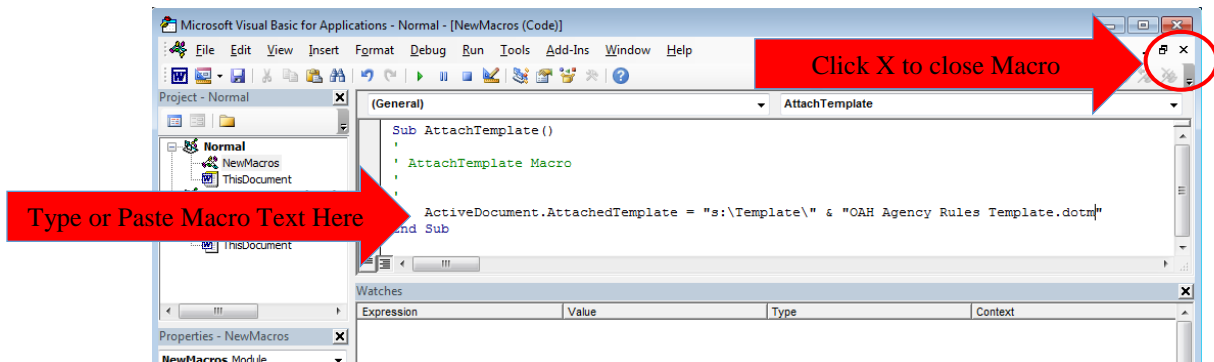 Microsoft Visual Basic for Applications - Normal - [NewMacros (Code)]
File Edit View Insert Format Debug Run Tools Add-Ins Window Help
Click X to close Macro
Project - Normal
(General)
AttachTemplate
Sub AttachTemplate()
'
' AttachTemplate Macro
'
'
ActiveDocument.AttachedTemplate = "s:\Template\" & "OAH Agency Rules Template.dotm"
End Sub
Normal
NewMacros
ThisDocument
Type or Paste Macro Text Here
ThisDocument
Watches
Expression Value Type Context
Properties - NewMacros
NewMacros Module